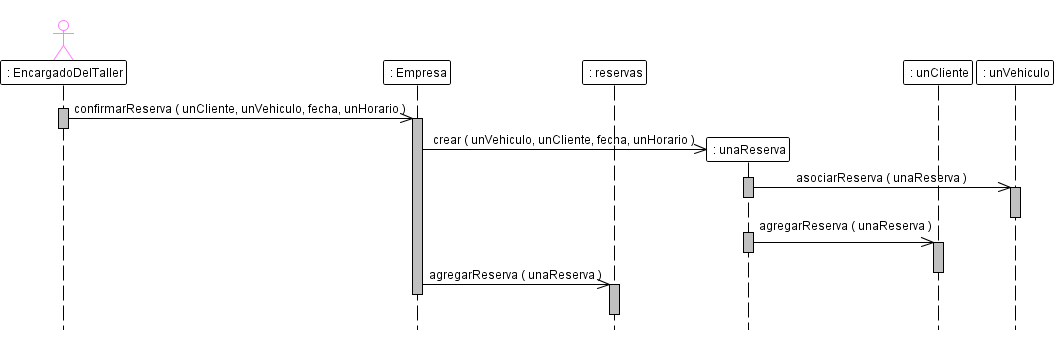 : EncargadoDelTaller
: Empresa
: reservas
: unCliente
: unVehiculo
confirmarReserva ( unCliente, unVehiculo, fecha, unHorario )
crear ( unVehiculo, unCliente, fecha, unHorario )
: unaReserva
asociarReserva ( unaReserva )
agregarReserva ( unaReserva )
agregarReserva ( unaReserva )